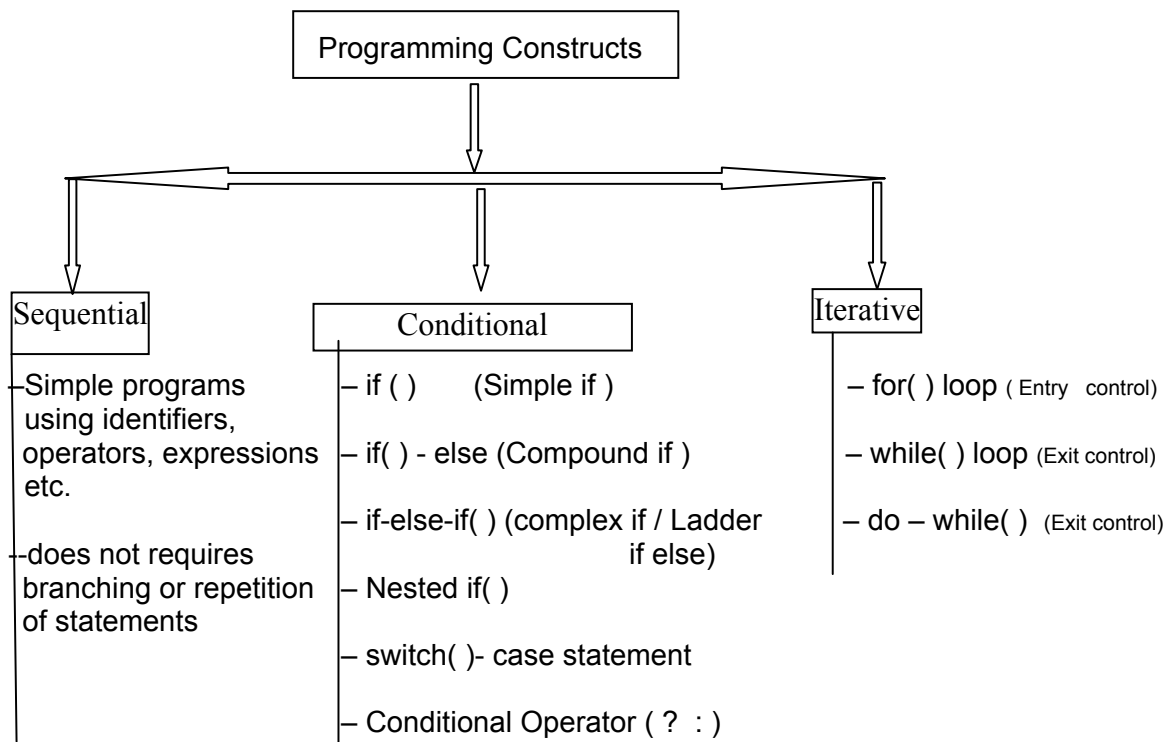 Programming Constructs
Sequential
–Simple programs
using identifiers,
operators, expressions
etc.
--does not requires
branching or repetition
of statements
Conditional
– if ( ) (Simple if )
– if( ) - else (Compound if )
– if-else-if( ) (complex if / Ladder
if else)
– Nested if( )
– switch( )- case statement
– Conditional Operator ( ? : )
Iterative
– for( ) loop ( Entry control)
– while( ) loop (Exit control)
– do – while( ) (Exit control)